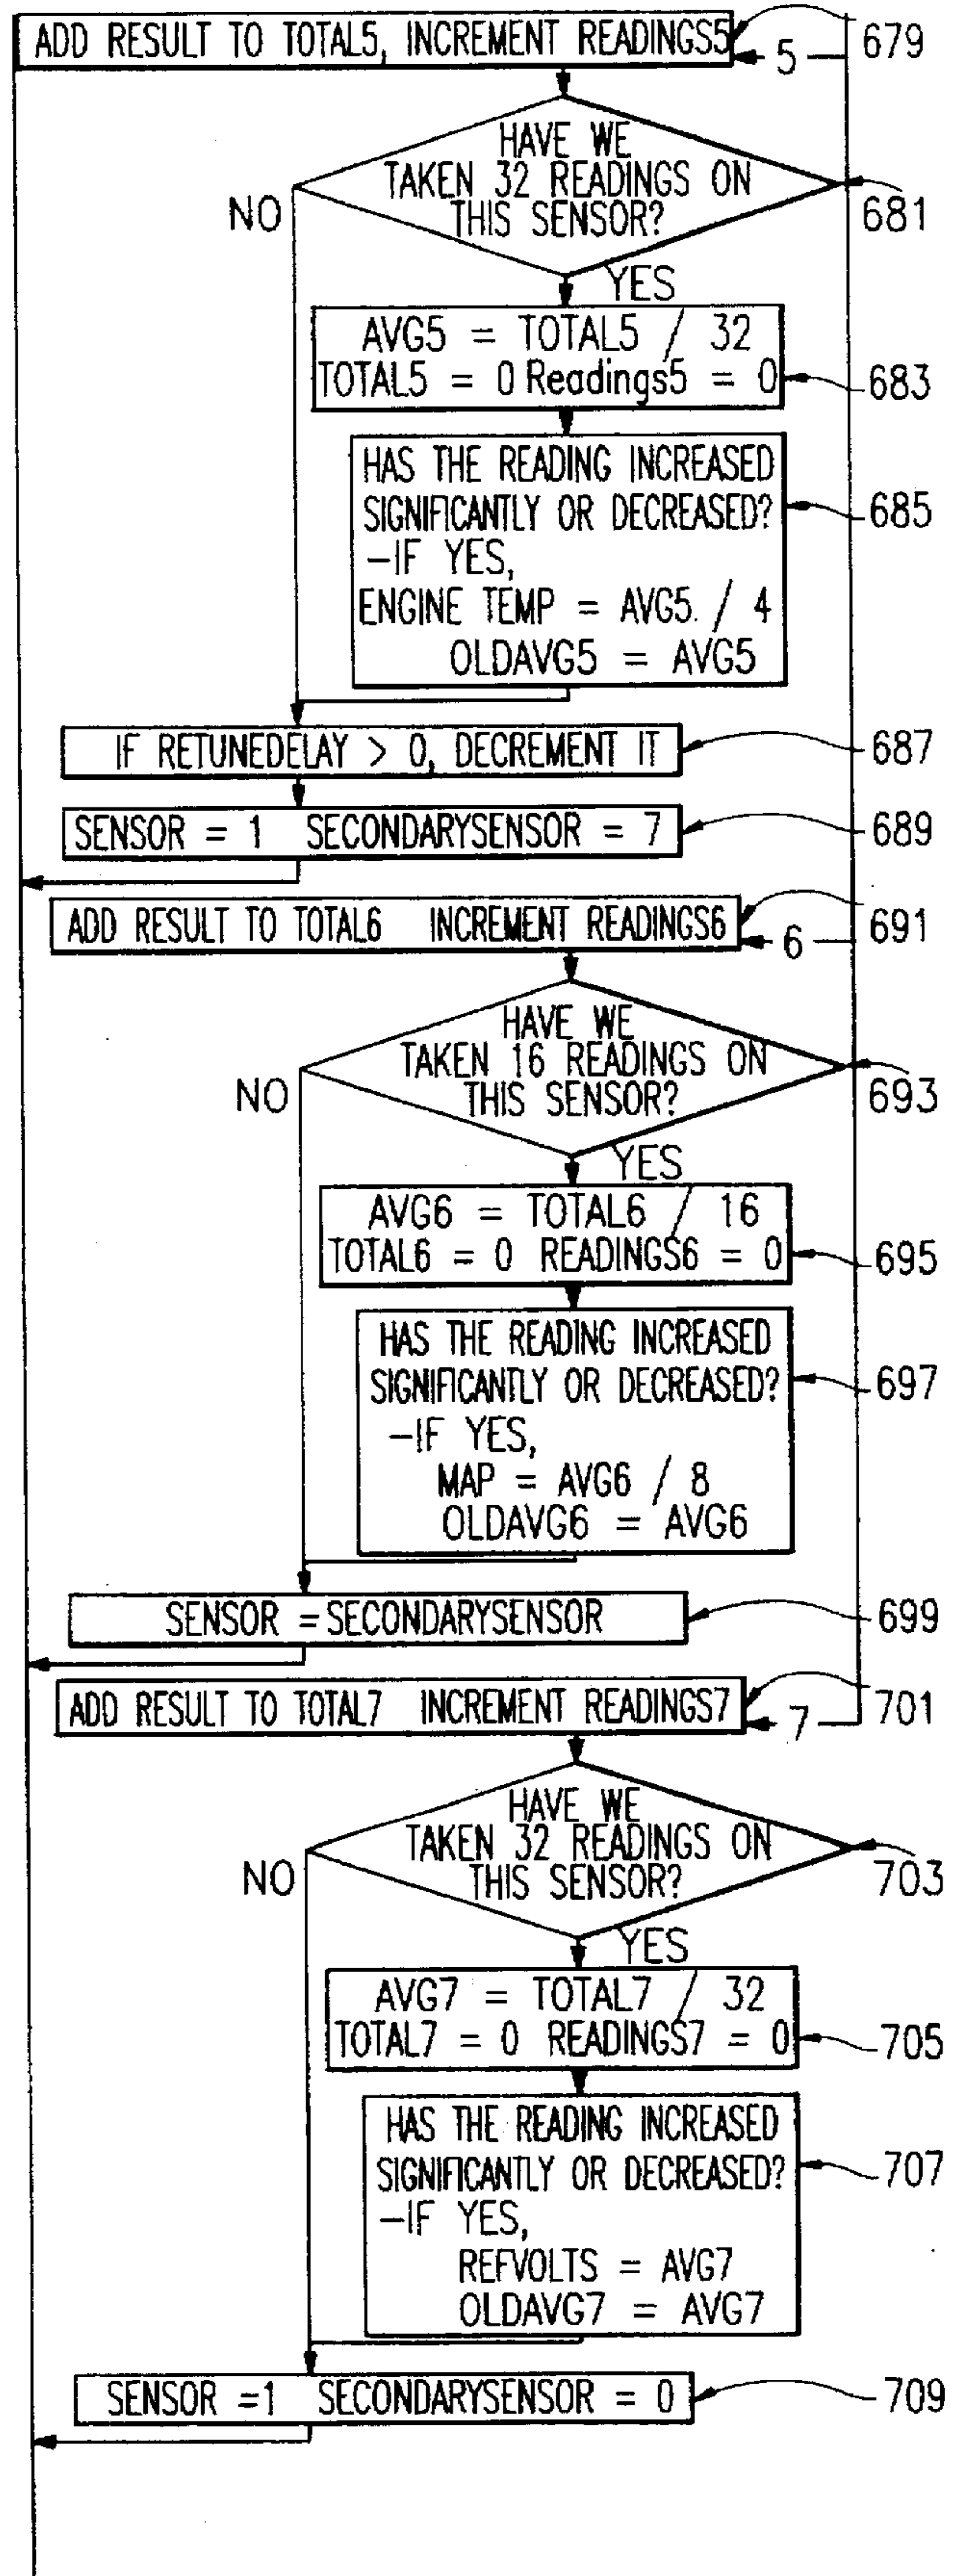 ADD RESULT TO TOTAL5, INCREMENT READINGS5
679
5
HAVE WE
TAKEN 32 READINGS ON
THIS SENSOR?
NO
681
YES
AVG5 = TOTAL5 / 32
TOTAL5 = 0 Readings5 = 0
683
HAS THE READING INCREASED
SIGNIFICANTLY OR DECREASED?
685
-IF YES,
ENGINE TEMP = AVG5. / 4
OLDAVG5 = AVG5
IF RETUNEDELAY > 0, DECREMENT IT
687
SENSOR = 1 SECONDARYSENSOR = 7
689
ADD RESULT TO TOTAL6 INCREMENT READINGS6
691
6
HAVE WE
TAKEN 16 READINGS ON
THIS SENSOR?
NO
693
YES
AVG6 = TOTAL6 / 16
TOTAL6 = 0 READINGS6 = 0
695
HAS THE READING INCREASED
SIGNIFICANTLY OR DECREASED?
697
-IF YES,
MAP = AVG6 / 8
OLDAVG6 = AVG6
SENSOR = SECONDARYSENSOR
699
ADD RESULT TO TOTAL7 INCREMENT READINGS7
701
7
HAVE WE
TAKEN 32 READINGS ON
THIS SENSOR?
NO
703
YES
AVG7 = TOTAL7 / 32
TOTAL7 = 0 READINGS7 = 0
705
HAS THE READING INCREASED
SIGNIFICANTLY OR DECREASED?
707
-IF YES,
REFVOLTS = AVG7
OLDAVG7 = AVG7
SENSOR =1 SECONDARYSENSOR = 0
709